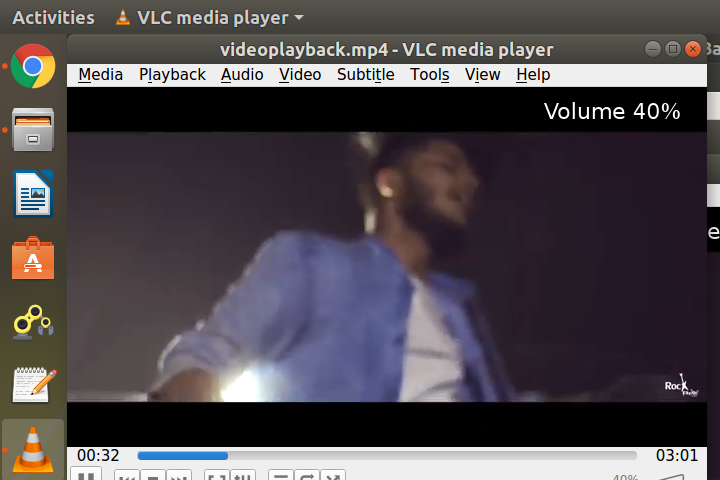 Activities
VLC media player
videoplayback.mp4 - VLC media player
Media Playback Audio Video Subtitle Tools View Help
Volume 40%
Rock
00:32
03:01
40%